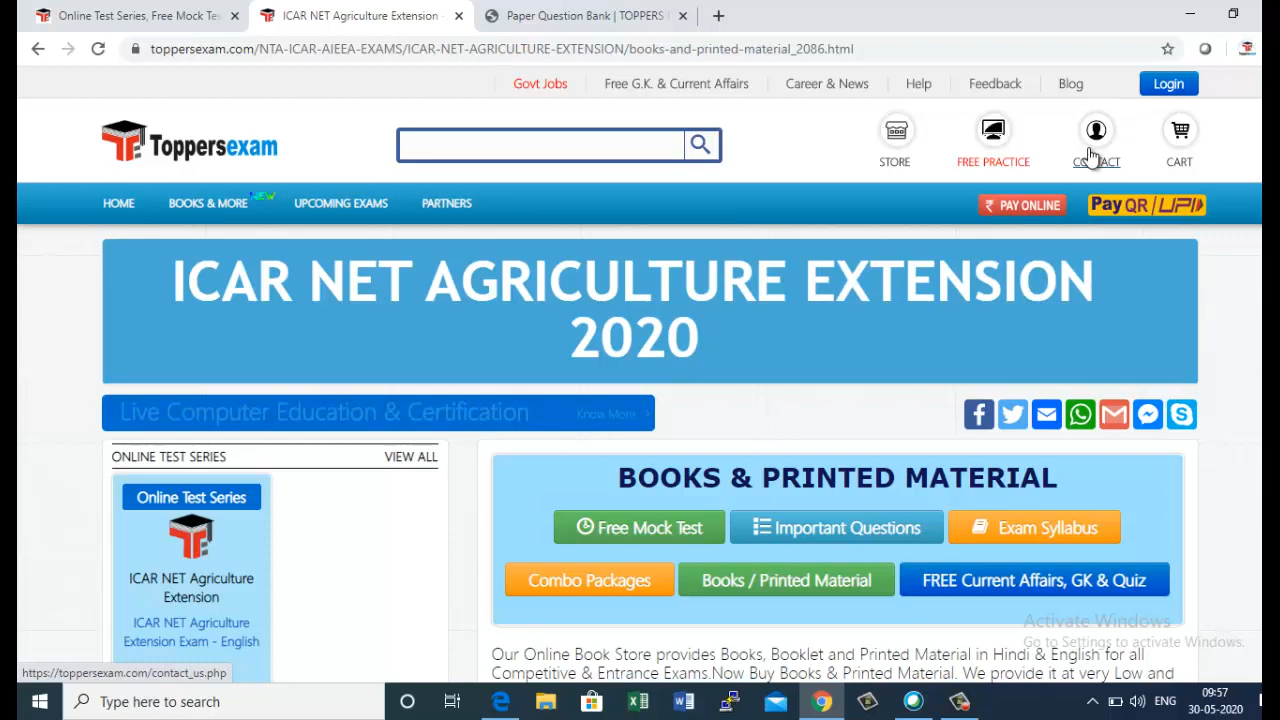 Online Test Series, Free Mock Tes
ICAR NET Agriculture Extension -
Paper Question Bank | TOPPERS
toppersexam.com/NTA-ICAR-AIEEA-EXAMS/ICAR-NET-AGRICULTURE-EXTENSION/books-and-printed-material_2086.html
Govt Jobs
Free G.K. & Current Affairs
Career & News
Help
Feedback
Blog
Login
Toppersexam
STORE
FREE PRACTICE
CONTACT
CART
HOME
BOOKS & MORE
NEW
UPCOMING EXAMS
PARTNERS
₹ PAY ONLINE
Pay QR / UPI
ICAR NET AGRICULTURE EXTENSION
2020
Live Computer Education & Certification
Know More
ONLINE TEST SERIES
VIEW ALL
Online Test Series
ICAR NET Agriculture
Extension
ICAR NET Agriculture
Extension Exam - English
BOOKS & PRINTED MATERIAL
Free Mock Test
Important Questions
Exam Syllabus
Combo Packages
Books / Printed Material
FREE Current Affairs, GK & Quiz
Activate Windows
Go to Settings to activate Windows.
Our Online Book Store provides Books, Booklet and Printed Material in Hindi & English for all
Competitive & Entrance Exams.Now Buy Books & Printed Material. We provide it at very Low and
https://toppersexam.com/contact_us.php
Type here to search
ENG
09:57
30-05-2020